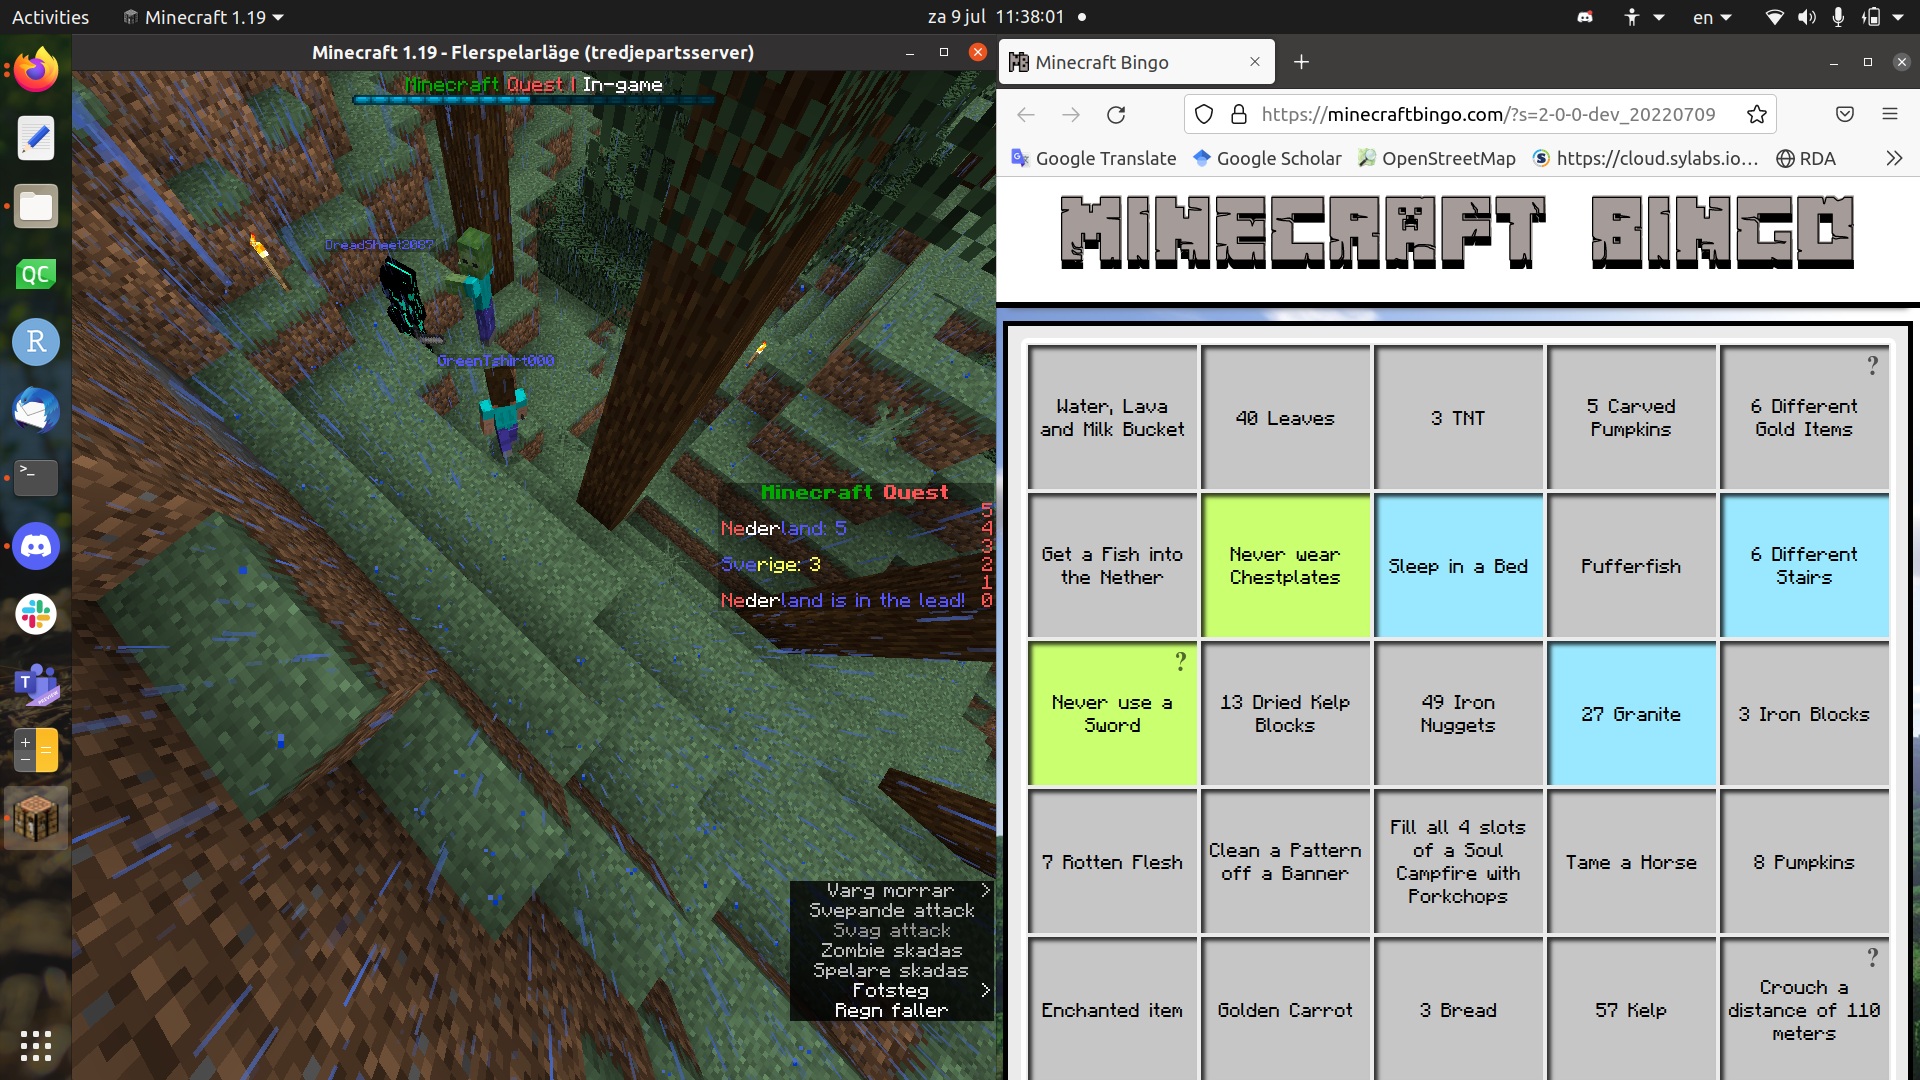 Activities
Minecraft 1.19
za 9 jul 11:38:01
en
Minecraft 1.19 - Flerspelarläge (tredjepartsserver)
Minecraft Quest | In-game
DreadSheet2087
GreenTshirt000
Minecraft Quest
5
Nederland: 5 4
3
Sverige: 3 2
1
Nederland is in the lead! 0
Varg morrar >
Svepande attack
Svag attack
Zombie skadas
Spelare skadas
Fotsteg >
Regn faller
QC
R
>_
T
PREVIEW
Minecraft Bingo
https://minecraftbingo.com/?s=2-0-0-dev_20220709
Google Translate
Google Scholar
OpenStreetMap
https://cloud.sylabs.io...
RDA
MINECRAFT BINGO
Water, Lava
and Milk Bucket
40 Leaves
3 TNT
5 Carved
Pumpkins
?
6 Different
Gold Items
Get a Fish into
the Nether
Never wear
Chestplates
Sleep in a Bed
Pufferfish
6 Different
Stairs
?
Never use a
Sword
13 Dried Kelp
Blocks
49 Iron
Nuggets
27 Granite
3 Iron Blocks
7 Rotten Flesh
Clean a Pattern
off a Banner
Fill all 4 slots
of a Soul
Campfire with
Porkchops
Tame a Horse
8 Pumpkins
Enchanted item
Golden Carrot
3 Bread
57 Kelp
?
Crouch a
distance of 110
meters